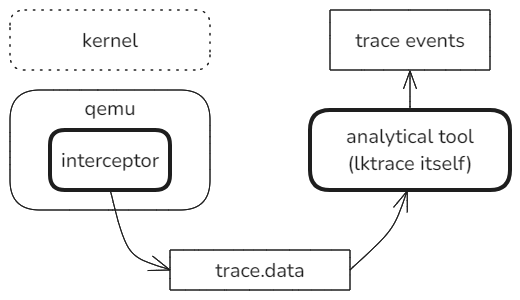 kernel
qemu
interceptor
trace.data
analytical tool
(lktrace itself)
trace events